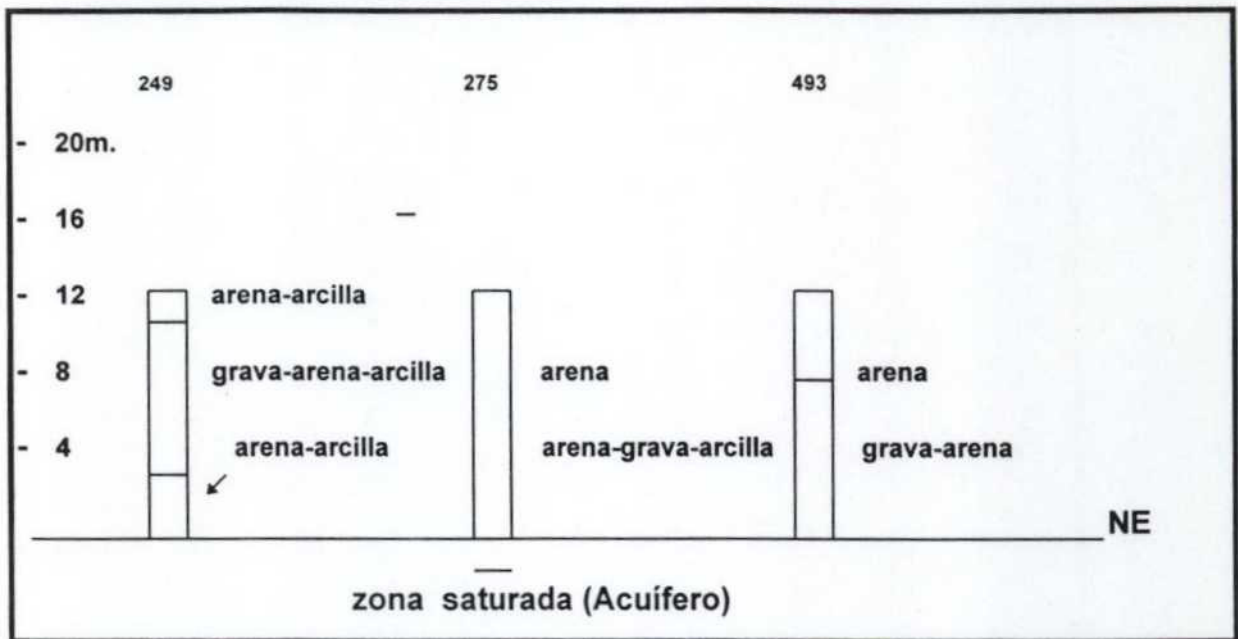 249 275 493
- 20m.
- 16
- 12 arena-arcilla
- 8 grava-arena-arcilla arena arena
- 4 arena-arcilla arena-grava-arcilla grava-arena
NE
zona saturada (Acuífero)